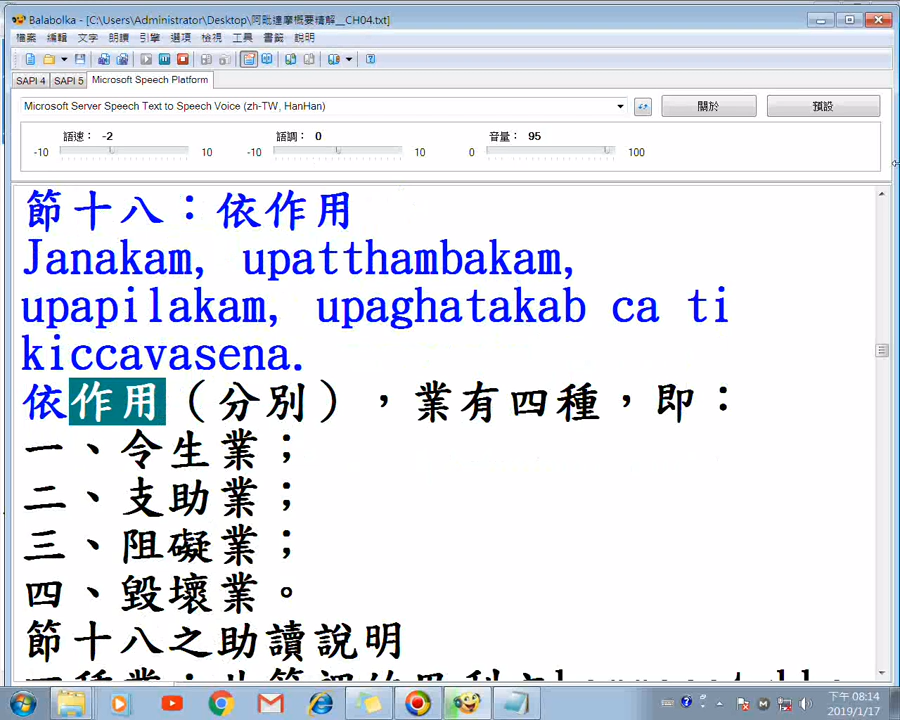 Balabolka - [C:\Users\Administrator\Desktop\阿毗達摩概要精解__CH04.txt]
檔案 編輯 文字 朗讀 引擎 選項 檢視 工具 書籤 說明
SAPI 4 SAPI 5 Microsoft Speech Platform
Microsoft Server Speech Text to Speech Voice (zh-TW, HanHan) 關於 預設
語速： -2 語調： 0 音量： 95
-10 10 -10 10 0 100
節十八：依作用
Janakam, upatthambakam,
upapilakam, upaghatakab ca ti
kiccavasena.
依作用（分別），業有四種，即：
一、令生業；
二、支助業；
三、阻礙業；
四、毀壞業。
節十八之助讀說明
下午 08:14
2019/1/17